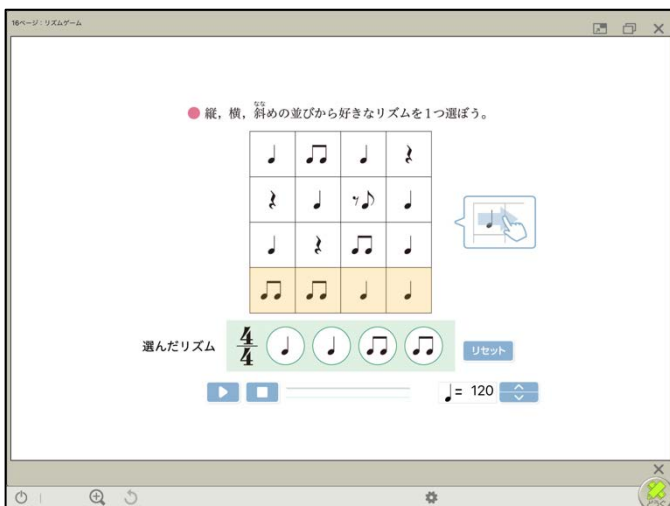 16ページ：リズムゲーム
● 縦，横，斜めの並びから好きなリズムを1つ選ぼう。
なな
選んだリズム
4
4
リセット
= 120